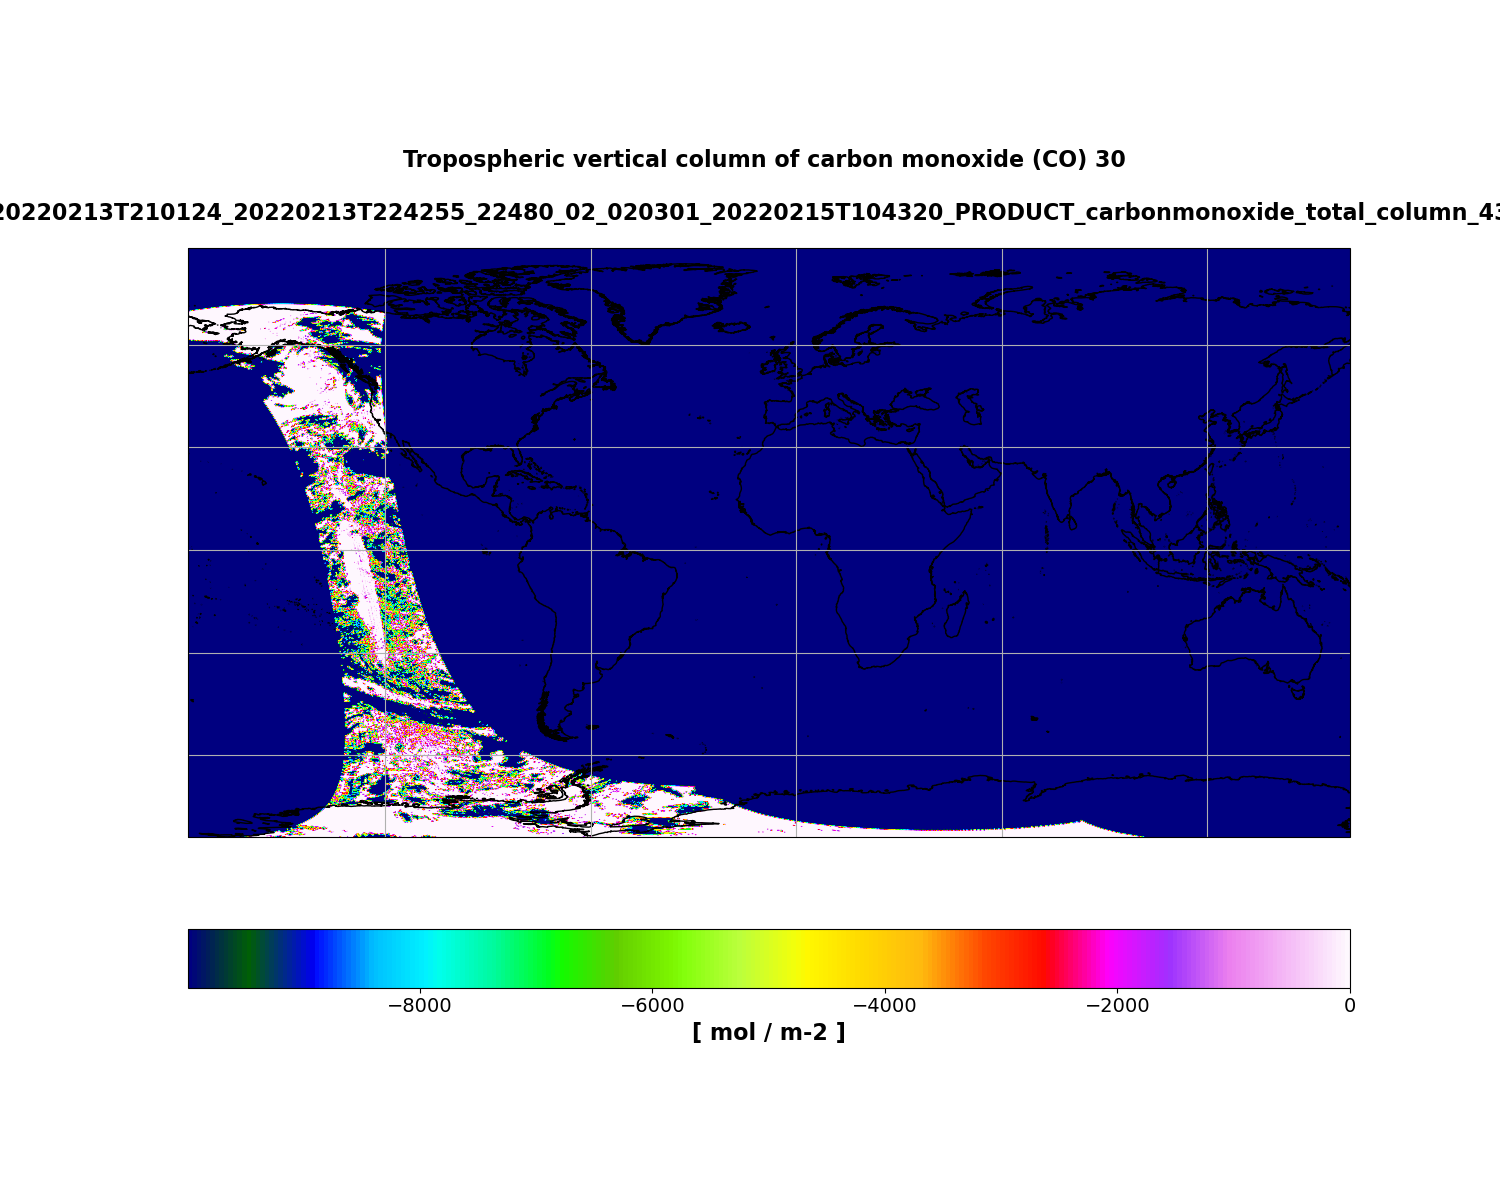 Tropospheric vertical column of carbon monoxide (CO) 30
20220213T210124_20220213T224255_22480_02_020301_20220215T104320_PRODUCT_carbonmonoxide_total_column_43
−8000 −6000 −4000 −2000 0
[ mol / m-2 ]